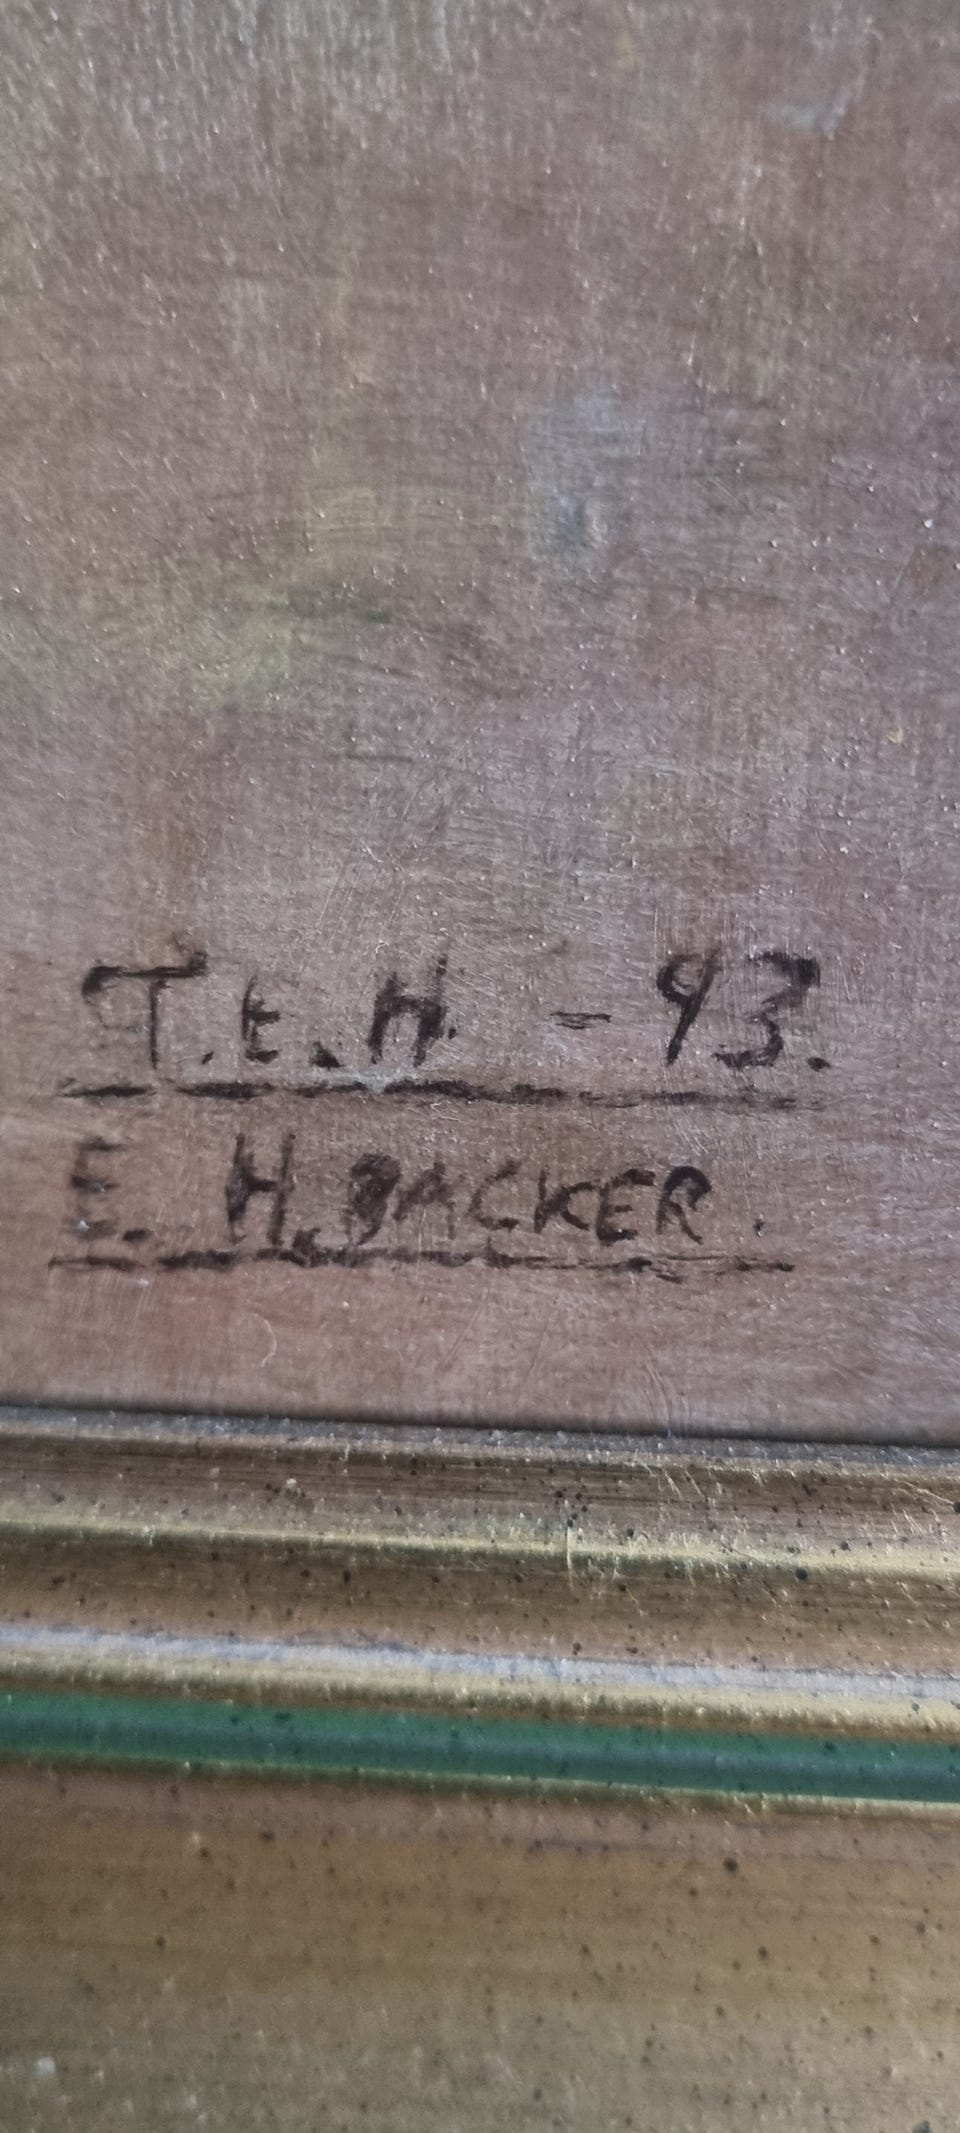 T.E.H. - 93.
E. H. BACKER.